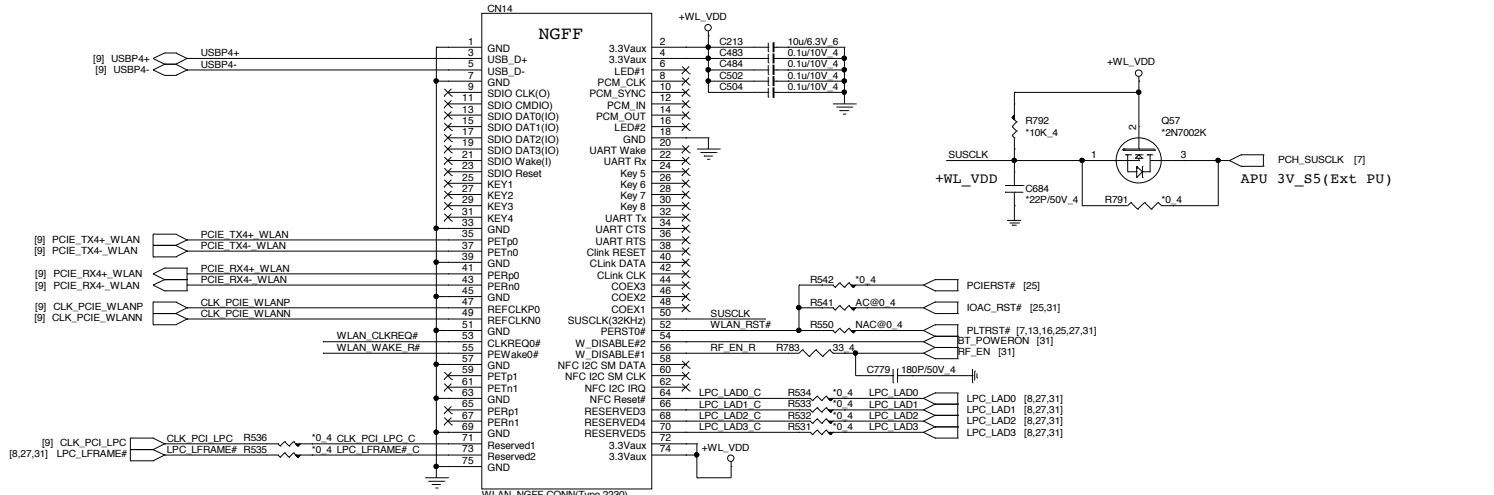 CN14
NGFF
+WL_VDD
[9] USBP4+ USBP4+ 1 GND
3 USB_D+
[9] USBP4- USBP4- 5 USB_D-
7 GND
9 SDIO CLK(O)
11 SDIO CMDIO)
13 SDIO DAT0(IO)
15 SDIO DAT1(IO)
17 SDIO DAT2(IO)
19 SDIO DAT3(IO)
21 SDIO Wake(I)
23 SDIO Reset
25 KEY1
27 KEY2
29 KEY3
31 KEY4
33 GND
[9] PCIE_TX4+_WLAN PCIE_TX4+_WLAN 35 PETp0
[9] PCIE_TX4-_WLAN PCIE_TX4-_WLAN 37 PETn0
39 GND
[9] PCIE_RX4+_WLAN PCIE_RX4+_WLAN 41 PERp0
[9] PCIE_RX4-_WLAN PCIE_RX4-_WLAN 43 PERn0
45 GND
[9] CLK_PCIE_WLANP CLK_PCIE_WLANP 47 REFCLKP0
[9] CLK_PCIE_WLANN CLK_PCIE_WLANN 49 REFCLKN0
51 GND
WLAN_CLKREQ# 53 CLKREQ0#
WLAN_WAKE_R# 55 PEWake0#
57 GND
59 PETp1
61 PETn1
63 GND
65 PERp1
67 PERn1
69 GND
[9] CLK_PCI_LPC CLK_PCI_LPC R536 *0_4 CLK_PCI_LPC_C 71 Reserved1
[8,27,31] LPC_LFRAME# LPC_LFRAME# R535 *0_4 LPC_LFRAME#_C 73 Reserved2
75 GND
3.3Vaux 2 C213 10u/6.3V_6
3.3Vaux 4 C483 0.1u/10V_4
LED#1 6 C484 0.1u/10V_4
PCM_CLK 8 C502 0.1u/10V_4
PCM_SYNC 10 C504 0.1u/10V_4
PCM_IN 12
PCM_OUT 14
LED#2 16
GND 18
UART Wake 20
UART Rx 22
Key 5 24
Key 6 26
Key 7 28
Key 8 30
UART Tx 32
UART CTS 34
UART RTS 36
Clink RESET 38
CLink DATA 40
CLink CLK 42
COEX3 44
COEX2 46
COEX1 48
SUSCLK(32KHz) 50 SUSCLK
PERST0# 52 WLAN_RST#
R542 *0_4 PCIERST# [25]
R541 AC@0_4 IOAC_RST# [25,31]
R550 NAC@0_4 PLTRST# [7,13,16,25,27,31]
W_DISABLE#2 54 BT_POWERON [31]
W_DISABLE#1 56 RF_EN_R R783 33_4 RF_EN [31]
C779 180P/50V_4
NFC I2C SM DATA 58
NFC I2C SM CLK 60
NFC I2C IRQ 62
NFC Reset# 64 LPC_LAD0_C R534 *0_4 LPC_LAD0 LPC_LAD0 [8,27,31]
RESERVED3 66 LPC_LAD1_C R533 *0_4 LPC_LAD1 LPC_LAD1 [8,27,31]
RESERVED4 68 LPC_LAD2_C R532 *0_4 LPC_LAD2 LPC_LAD2 [8,27,31]
RESERVED5 70 LPC_LAD3_C R531 *0_4 LPC_LAD3 LPC_LAD3 [8,27,31]
3.3Vaux 72
3.3Vaux 74 +WL_VDD
WLAN_NGFF CONN(Type 2230)
+WL_VDD
R792
*10K_4
Q57
*2N7002K
2
SUSCLK 1 3 PCH_SUSCLK [7]
+WL_VDD
APU 3V_S5(Ext PU)
C684
*22P/50V_4
R791 *0_4